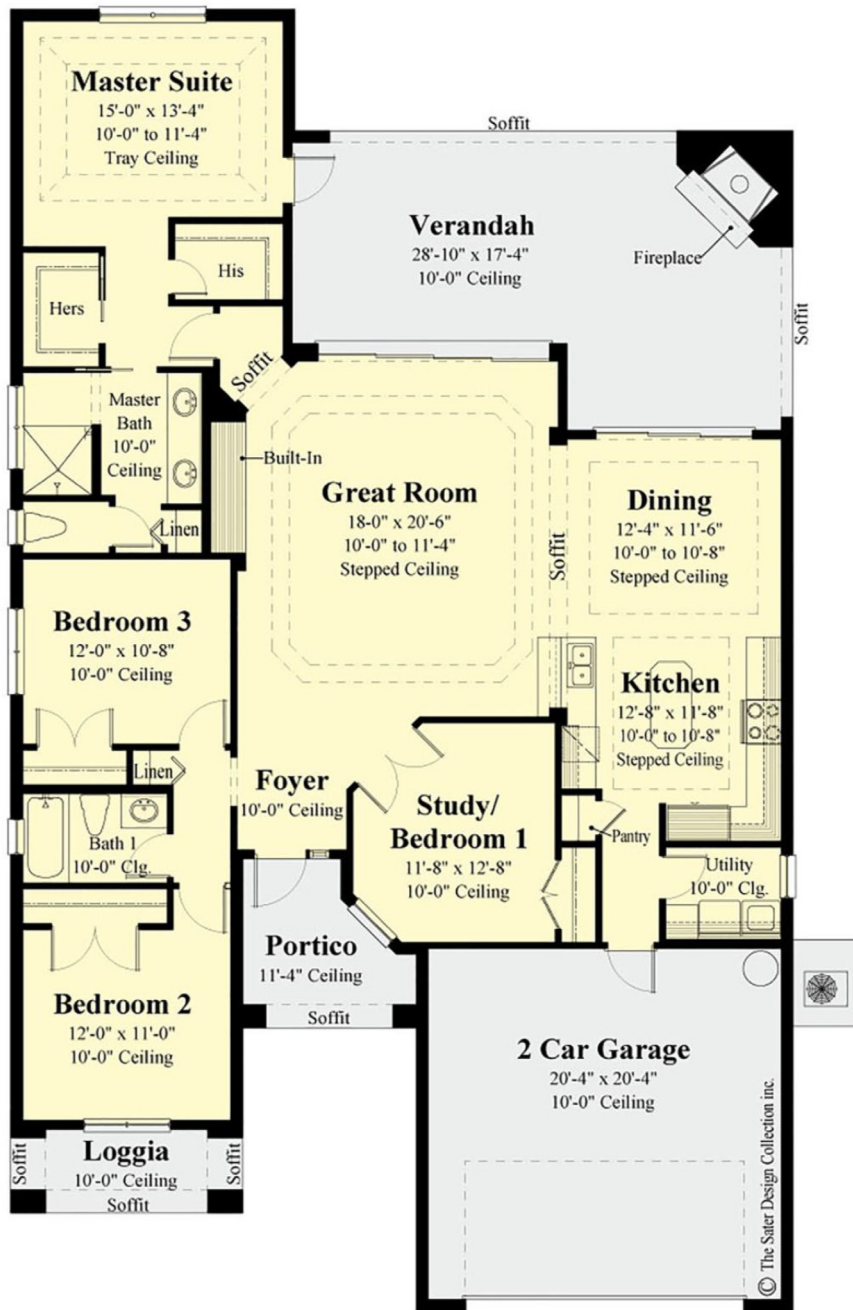 Master Suite
15'-0" x 13'-4"
10'-0" to 11'-4"
Tray Ceiling
Soffit
Verandah
28'-10" x 17'-4"
10'-0" Ceiling
Fireplace
Soffit
His
Hers
Soffit
Master
Bath
10'-0"
Ceiling
Built-In
Linen
Great Room
18-0" x 20'-6"
10'-0" to 11'-4"
Stepped Ceiling
Soffit
Dining
12'-4" x 11'-6"
10'-0" to 10'-8"
Stepped Ceiling
Bedroom 3
12'-0" x 10'-8"
10'-0" Ceiling
Kitchen
12'-8" x 11'-8"
10'-0" to 10'-8"
Stepped Ceiling
Linen
Foyer
10'-0" Ceiling
Study/
Bedroom 1
11'-8" x 12'-8"
10'-0" Ceiling
Pantry
Bath 1
10'-0" Clg.
Utility
10'-0" Clg.
Portico
11'-4" Ceiling
Soffit
Bedroom 2
12'-0" x 11'-0"
10'-0" Ceiling
2 Car Garage
20'-4" x 20'-4"
10'-0" Ceiling
Soffit
Loggia
10'-0" Ceiling
Soffit
Soffit
© The Sater Design Collection inc.